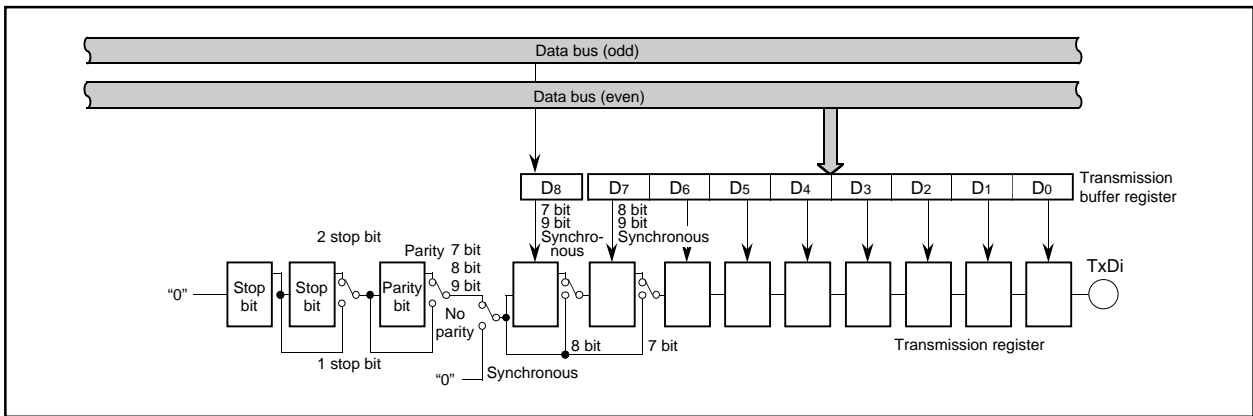 Data bus (odd)
Data bus (even)
D8 D7 D6 D5 D4 D3 D2 D1 D0
Transmission
buffer register
7 bit
9 bit
Synchro-
nous
8 bit
9 bit
Synchronous
2 stop bit
Parity
7 bit
8 bit
9 bit
TxDi
"0"
Stop
bit
Stop
bit
Parity
bit
No
parity
1 stop bit
8 bit
7 bit
Transmission register
"0"
Synchronous